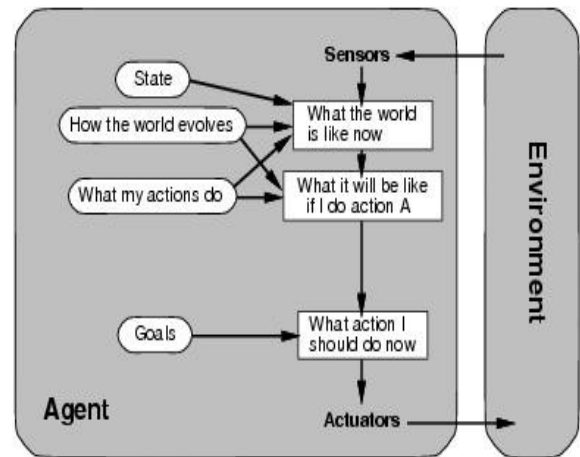 Sensors
State
What the world
is like now
How the world evolves
What my actions do
What it will be like
if I do action A
Goals
What action I
should do now
Agent
Actuators
Environment